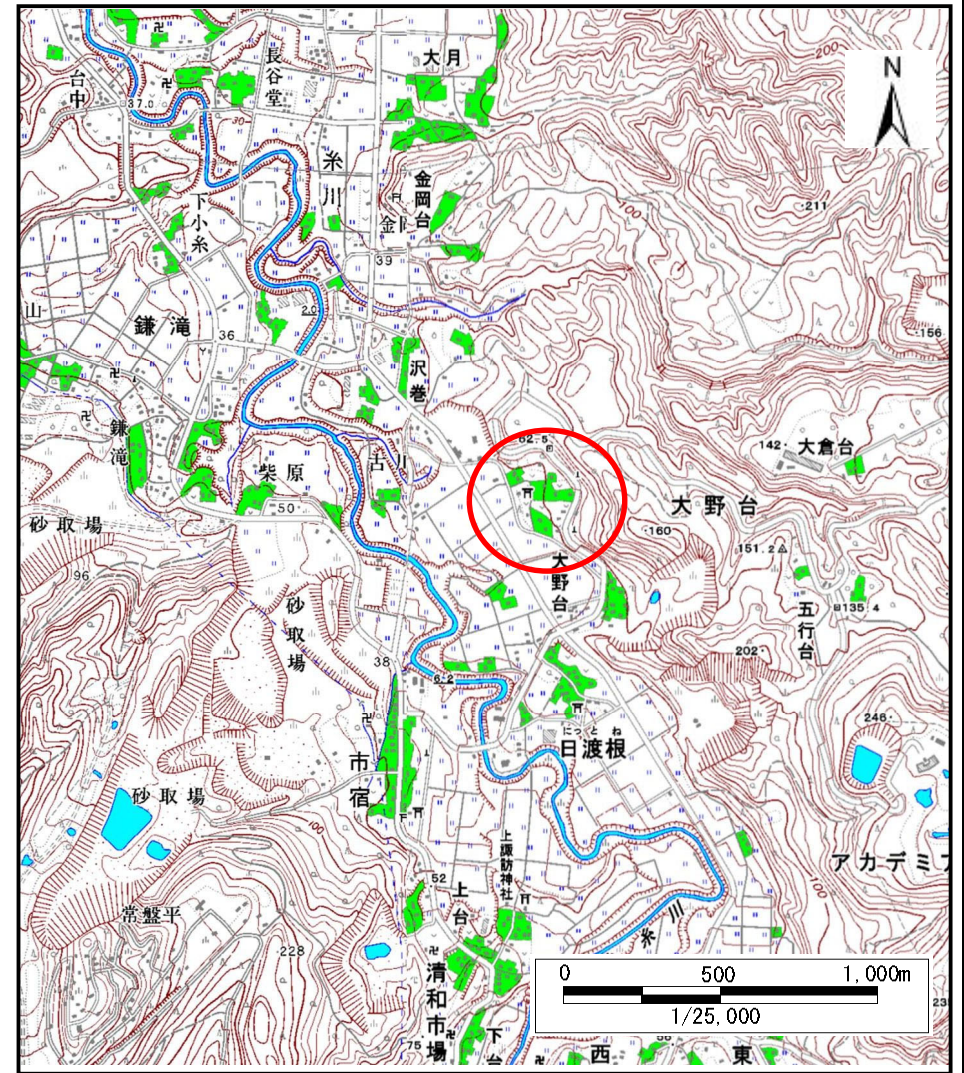 大月
200
長谷堂
台中
37.0
30
N
糸川
金岡台
211
100
下小糸
39
山
2.0
156
鎌滝
36
沢巻
62.5
142
大倉台
鎌滝
柴原
古川
大野台
50
160
砂取場
151.2
大野台
96
砂取場
五行台
135.4
38
202
6.2
246
にっとね
日渡根
市宿
砂取場
100
上諏訪神社
アカデミア
100
52
上台
常盤平
糸川
228
清和市場
0 500 1,000m
235
1/25,000
75
下台
西
56
東